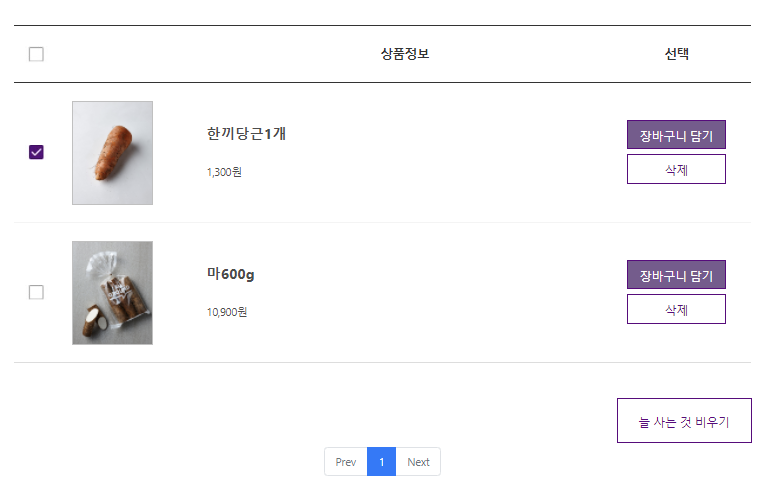 상품정보 선택
한끼당근1개
1,300원
장바구니 담기
삭제
마600g
10,900원
장바구니 담기
삭제
늘 사는 것 비우기
Prev 1 Next